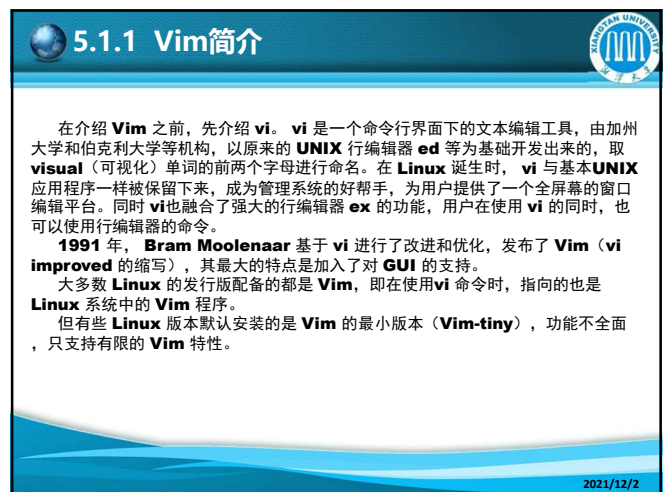 5.1.1 Vim简介
XIANGTAN UNIVERSITY
在介绍 Vim 之前，先介绍 vi。 vi 是一个命令行界面下的文本编辑工具，由加州
大学和伯克利大学等机构，以原来的 UNIX 行编辑器 ed 等为基础开发出来的，取
visual（可视化）单词的前两个字母进行命名。在 Linux 诞生时， vi 与基本UNIX
应用程序一样被保留下来，成为管理系统的好帮手，为用户提供了一个全屏幕的窗口
编辑平台。同时 vi也融合了强大的行编辑器 ex 的功能，用户在使用 vi 的同时，也
可以使用行编辑器的命令。
1991 年， Bram Moolenaar 基于 vi 进行了改进和优化，发布了 Vim（vi
improved 的缩写），其最大的特点是加入了对 GUI 的支持。
大多数 Linux 的发行版配备的都是 Vim，即在使用vi 命令时，指向的也是
Linux 系统中的 Vim 程序。
但有些 Linux 版本默认安装的是 Vim 的最小版本（Vim-tiny），功能不全面
，只支持有限的 Vim 特性。
2021/12/2